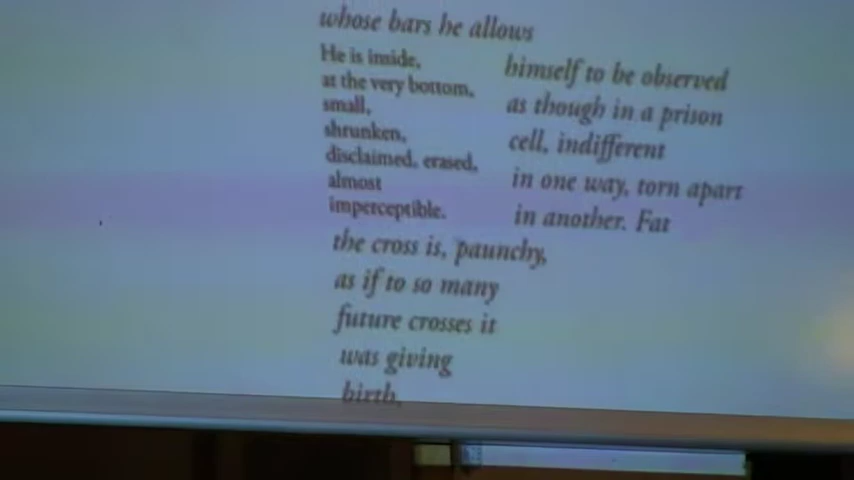 whose bars he allows
He is inside,
at the very bottom,
small,
shrunken,
disclaimed, erased,
almost
imperceptible.
himself to be observed
as though in a prison
cell, indifferent
in one way, torn apart
in another. Fat
the cross is, paunchy,
as if to so many
future crosses it
was giving
birth,